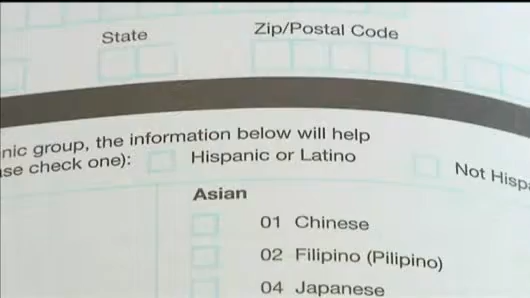 State Zip/Postal Code
nic group, the information below will help
se check one): Hispanic or Latino Not Hispa
Asian
01 Chinese
02 Filipino (Pilipino)
04 Japanese